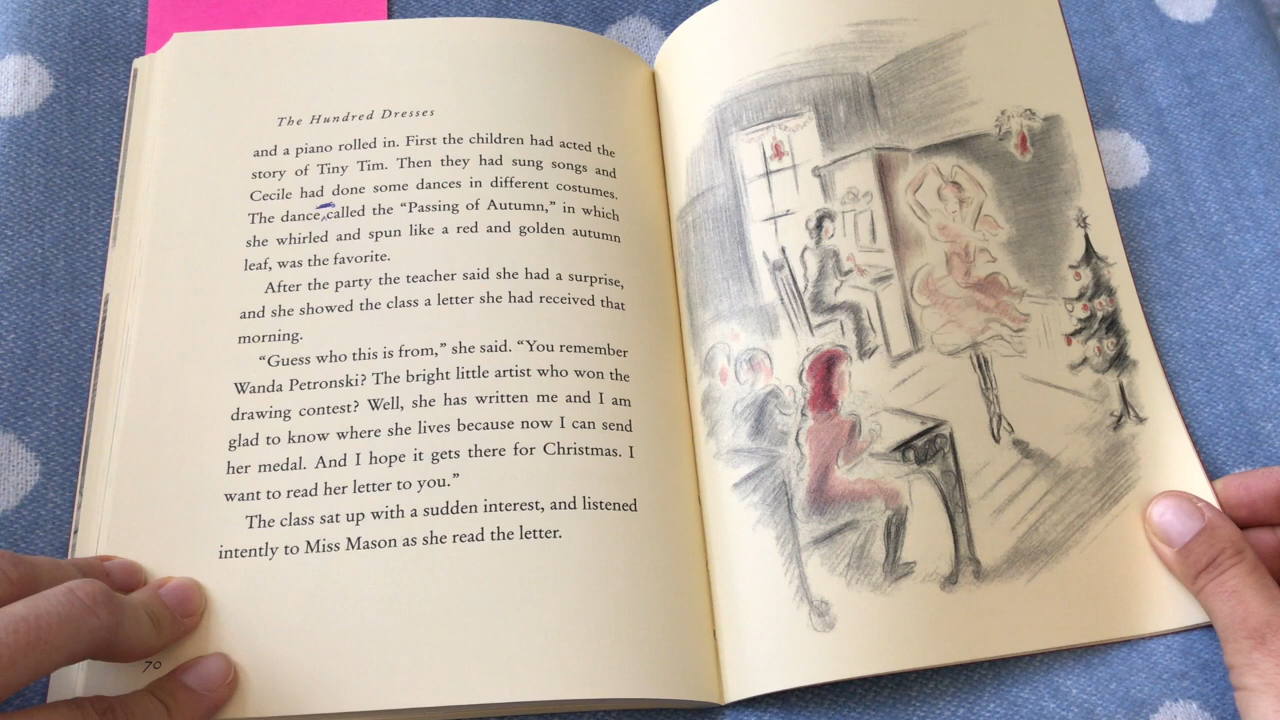 The Hundred Dresses
and a piano rolled in. First the children had acted the
story of Tiny Tim. Then they had sung songs and
Cecile had done some dances in different costumes.
The dance, called the “Passing of Autumn,” in which
she whirled and spun like a red and golden autumn
leaf, was the favorite.
After the party the teacher said she had a surprise,
and she showed the class a letter she had received that
morning.
“Guess who this is from,” she said. “You remember
Wanda Petronski? The bright little artist who won the
drawing contest? Well, she has written me and I am
glad to know where she lives because now I can send
her medal. And I hope it gets there for Christmas. I
want to read her letter to you.”
The class sat up with a sudden interest, and listened
intently to Miss Mason as she read the letter.
70